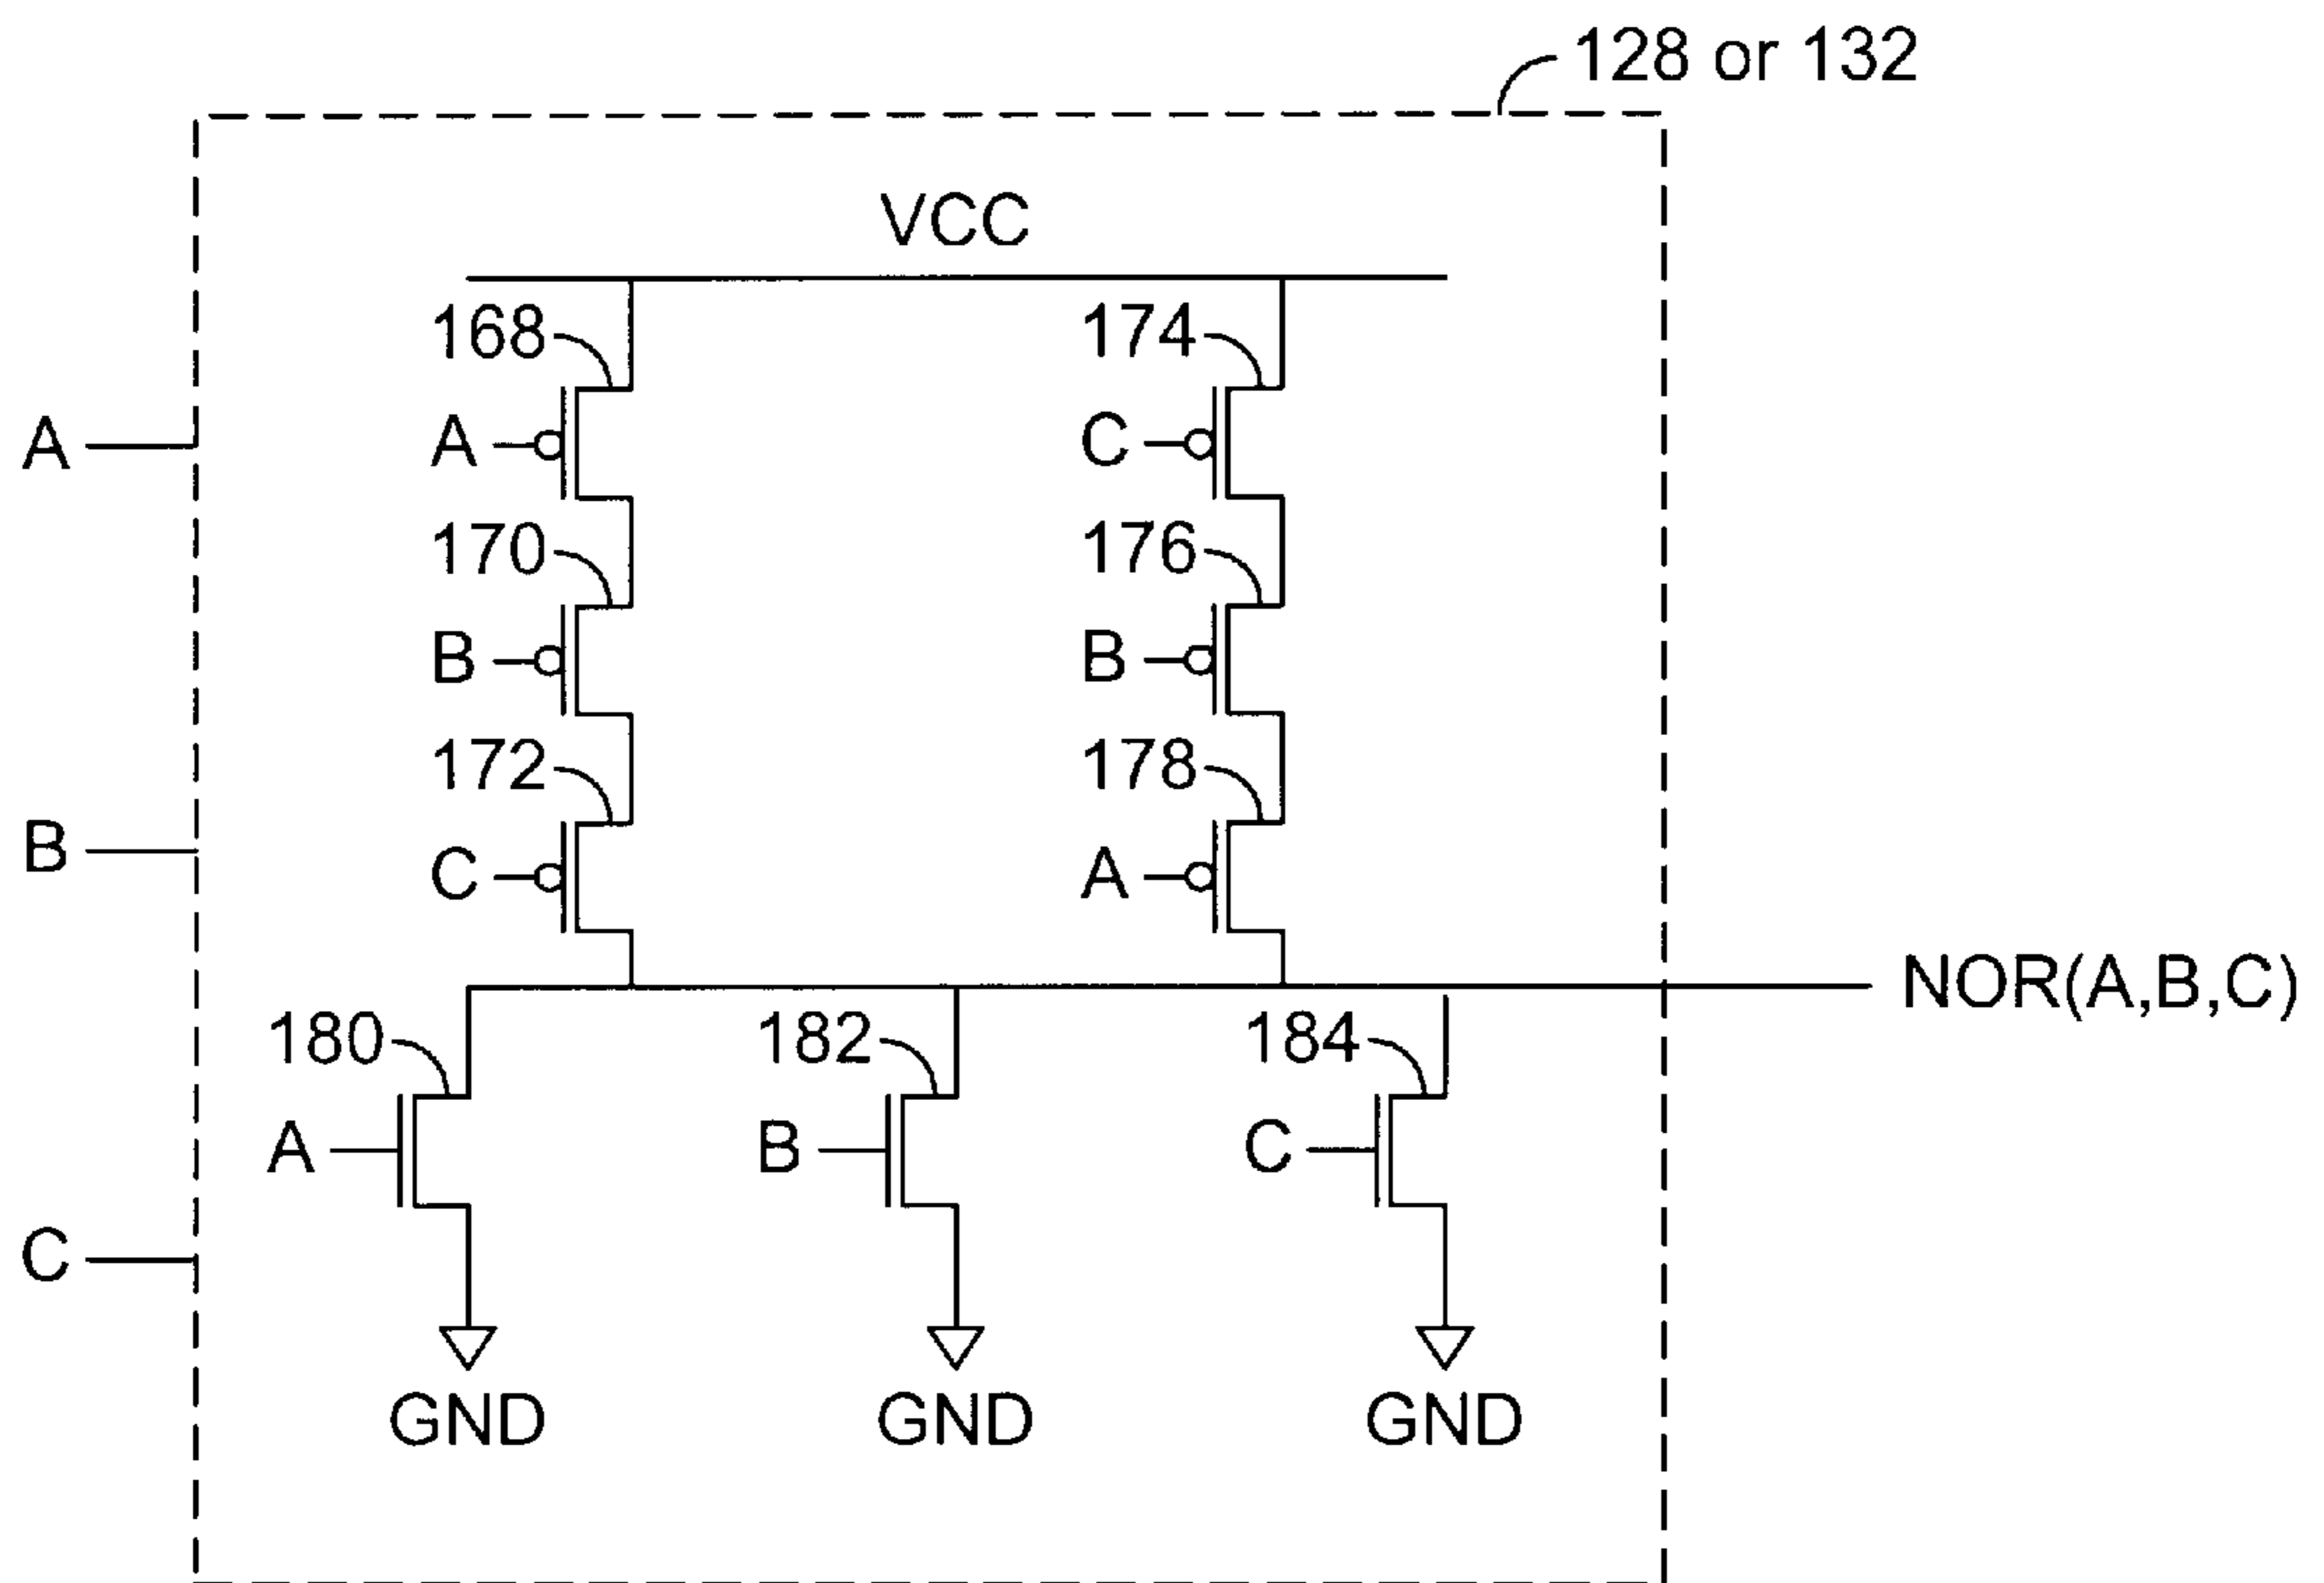 128 or 132
VCC
168
174
A
A
C
170
176
B
B
172
178
B
C
A
NOR(A,B,C)
180
182
184
A
B
C
C
GND
GND
GND